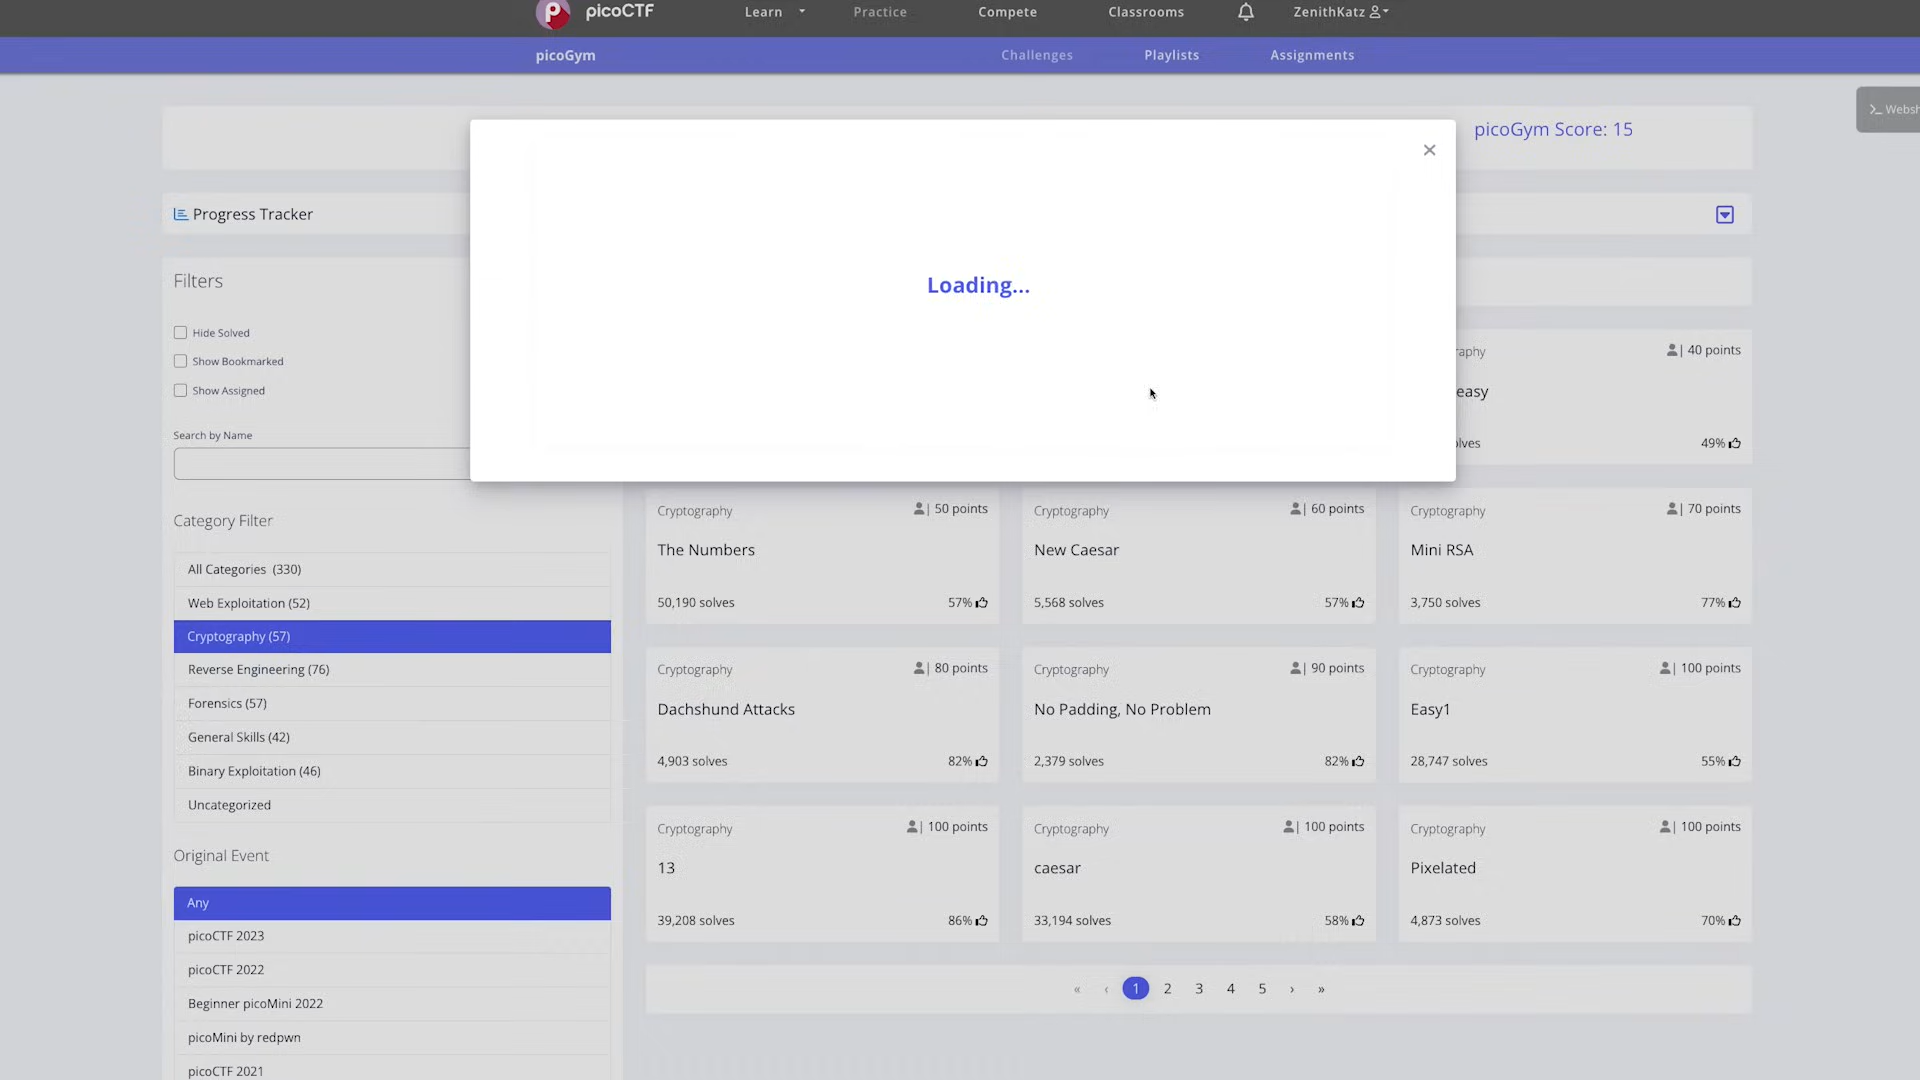 picoCTF
Learn
Practice
Compete
Classrooms
ZenithKatz
picoGym
Challenges
Playlists
Assignments
picoGym Score: 15
Progress Tracker
Loading...
Filters
Hide Solved
Show Bookmarked
Show Assigned
Search by Name
Category Filter
All Categories (330)
Web Exploitation (52)
Cryptography (57)
Reverse Engineering (76)
Forensics (57)
General Skills (42)
Binary Exploitation (46)
Uncategorized
Original Event
Any
picoCTF 2023
picoCTF 2022
Beginner picoMini 2022
picoMini by redpwn
picoCTF 2021
| 40 points
easy
49%
Cryptography | 50 points
The Numbers
50,190 solves 57%
Cryptography | 60 points
New Caesar
5,568 solves 57%
Cryptography | 70 points
Mini RSA
3,750 solves 77%
Cryptography | 80 points
Dachshund Attacks
4,903 solves 82%
Cryptography | 90 points
No Padding, No Problem
2,379 solves 82%
Cryptography | 100 points
Easy1
28,747 solves 55%
Cryptography | 100 points
13
39,208 solves 86%
Cryptography | 100 points
caesar
33,194 solves 58%
Cryptography | 100 points
Pixelated
4,873 solves 70%
« ‹ 1 2 3 4 5 › »